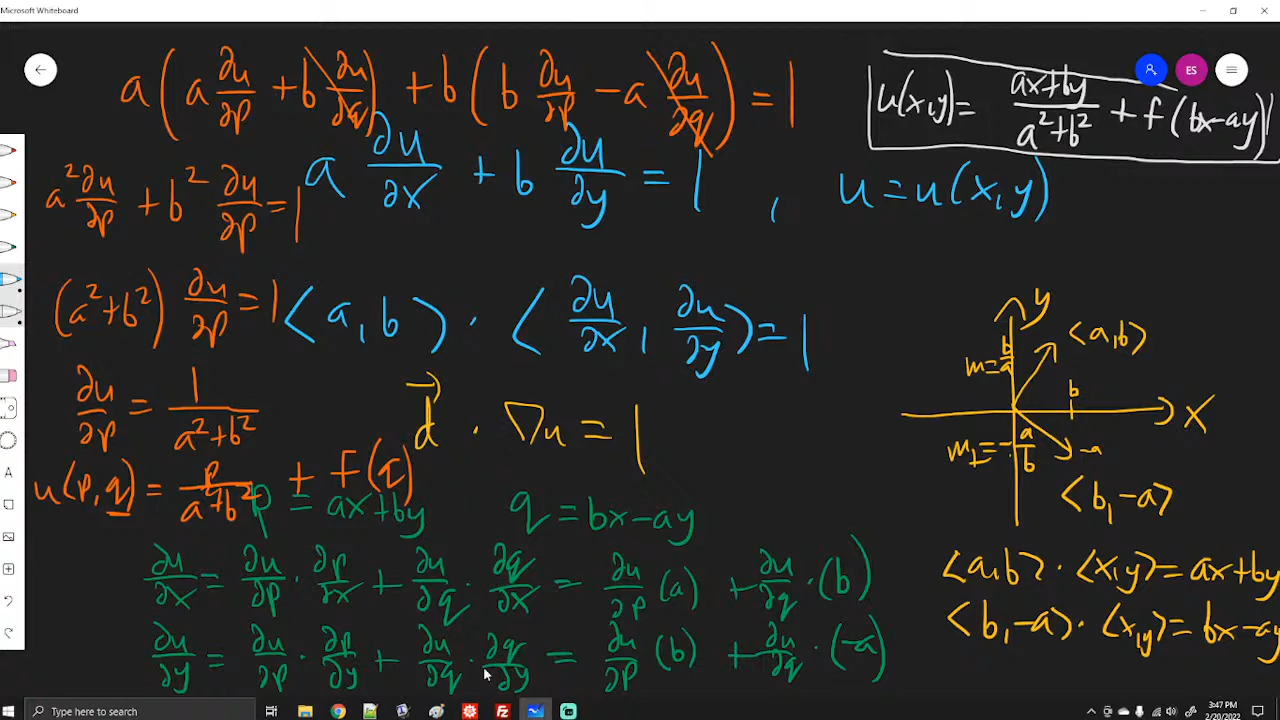 Microsoft Whiteboard
a(a ∂u/∂p + b ∂u/∂q) + b(b ∂u/∂p − a ∂u/∂q) = 1
u(x,y) = (ax+by)/(a²+b²) + f(bx−ay)
ES
a² ∂u/∂p + b² ∂u/∂p = 1
a ∂u/∂x + b ∂u/∂y = 1 , u = u(x,y)
(a²+b²) ∂u/∂p = 1
⟨a,b⟩ · ⟨∂u/∂x, ∂u/∂y⟩ = 1
y
⟨a,b⟩
m = b/a
b
x
∂u/∂p = 1/(a²+b²)
d⃗ · ∇u = 1
m⊥ = −a/b
−a
⟨b,−a⟩
u(p,q) = p/(a²+b²) + f(q)
p = ax+by q = bx−ay
∂u/∂x = ∂u/∂p · ∂p/∂x + ∂u/∂q · ∂q/∂x = ∂u/∂p (a) + ∂u/∂q · (b)
∂u/∂y = ∂u/∂p · ∂p/∂y + ∂u/∂q · ∂q/∂y = ∂u/∂p (b) + ∂u/∂q · (−a)
⟨a,b⟩ · ⟨x,y⟩ = ax+by
⟨b,−a⟩ · ⟨x,y⟩ = bx−ay
Type here to search
3:47 PM
2/20/2022